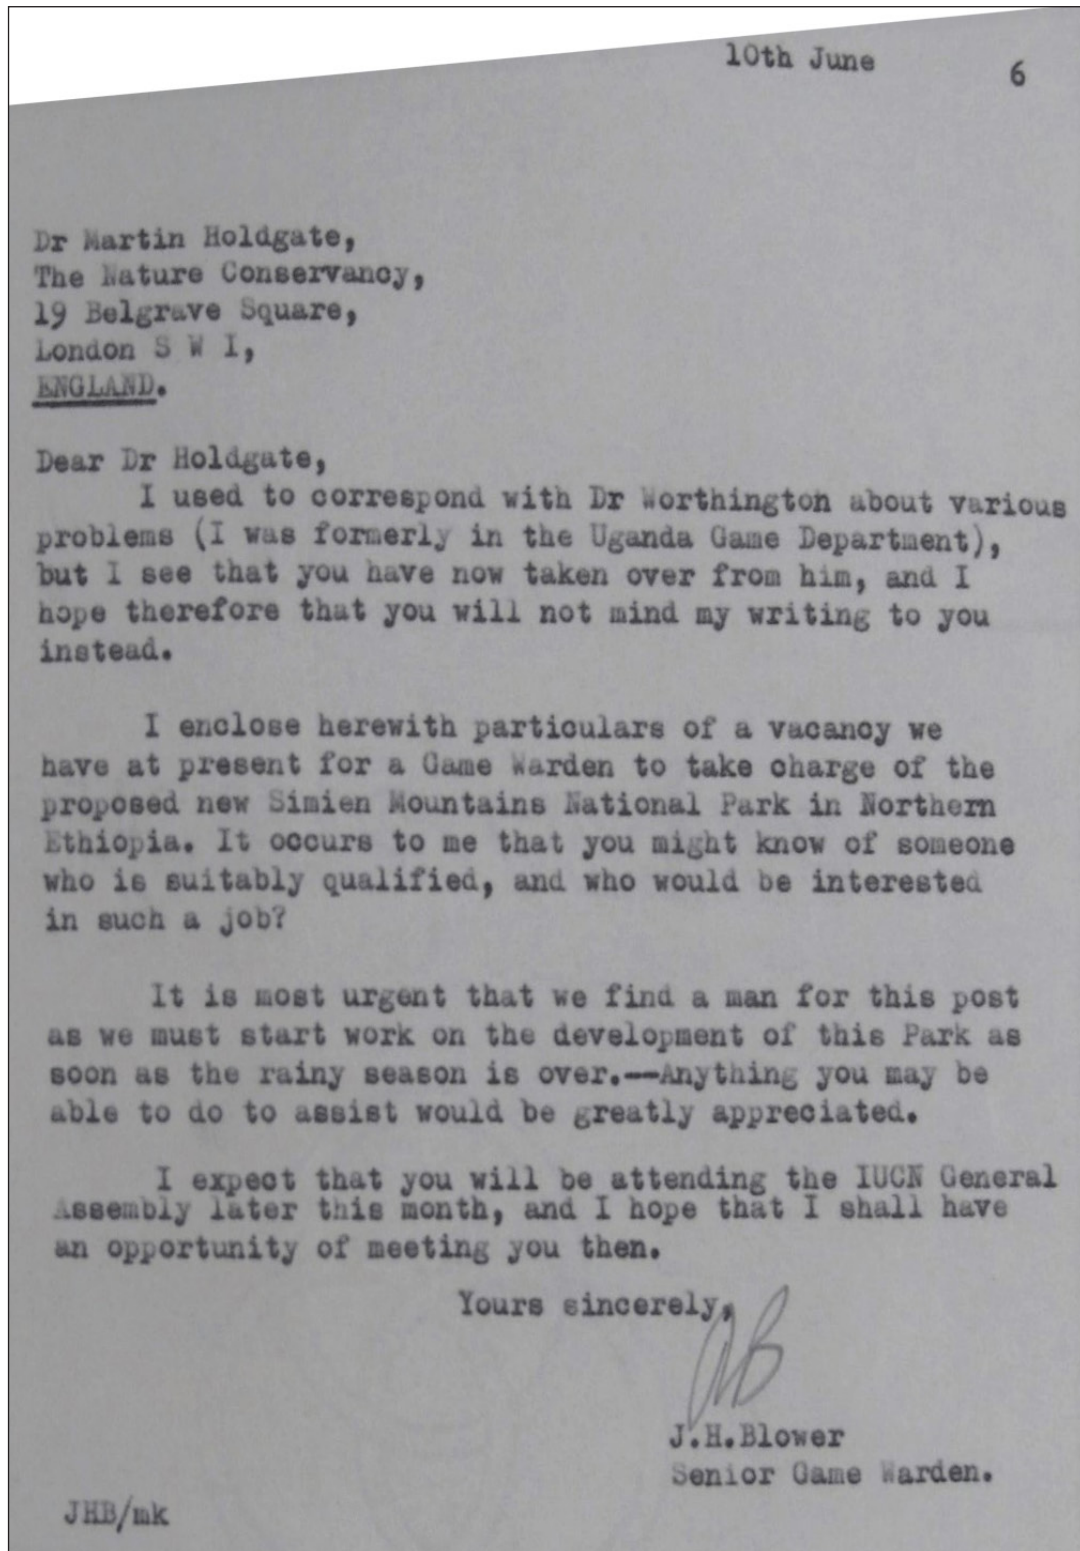 10th June 6
Dr Martin Holdgate,
The Nature Conservancy,
19 Belgrave Square,
London S W I,
ENGLAND.
Dear Dr Holdgate,
I used to correspond with Dr Worthington about various
problems (I was formerly in the Uganda Game Department),
but I see that you have now taken over from him, and I
hope therefore that you will not mind my writing to you
instead.
I enclose herewith particulars of a vacancy we
have at present for a Game Warden to take charge of the
proposed new Simien Mountains National Park in Northern
Ethiopia. It occurs to me that you might know of someone
who is suitably qualified, and who would be interested
in such a job?
It is most urgent that we find a man for this post
as we must start work on the development of this Park as
soon as the rainy season is over.--Anything you may be
able to do to assist would be greatly appreciated.
I expect that you will be attending the IUCN General
Assembly later this month, and I hope that I shall have
an opportunity of meeting you then.
Yours sincerely,
J.H.Blower
Senior Game Warden.
JHB/mk